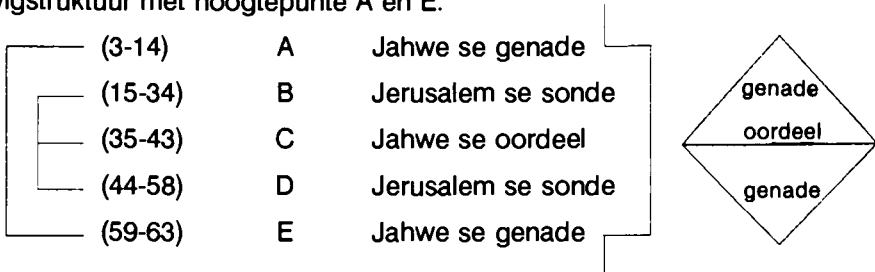 met hoogtepunte A en E.
(3-14) A Jahwe se genade
(15-34) B Jerusalem se sonde
(35-43) C Jahwe se oordeel
(44-58) D Jerusalem se sonde
(59-63) E Jahwe se genade
genade
oordeel
genade